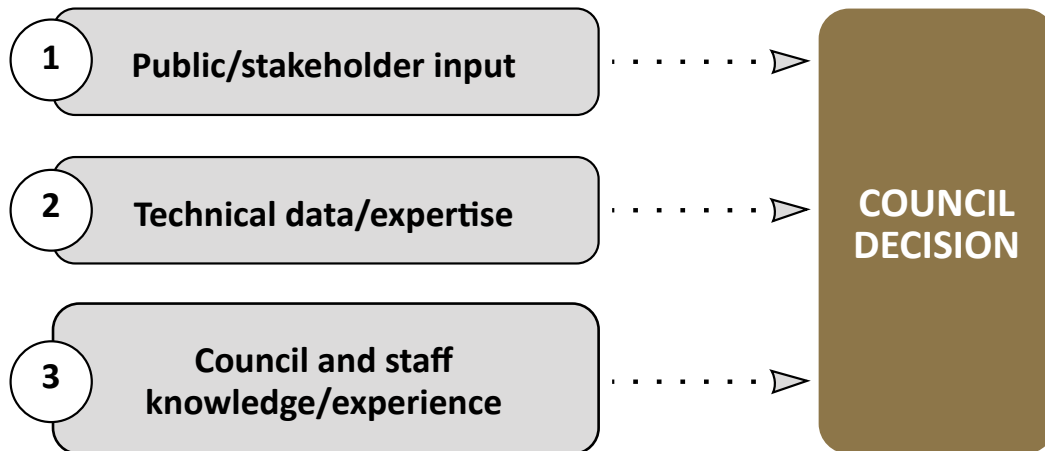 1
Public/stakeholder input
2
Technical data/expertise
3
Council and staff
knowledge/experience
COUNCIL
DECISION